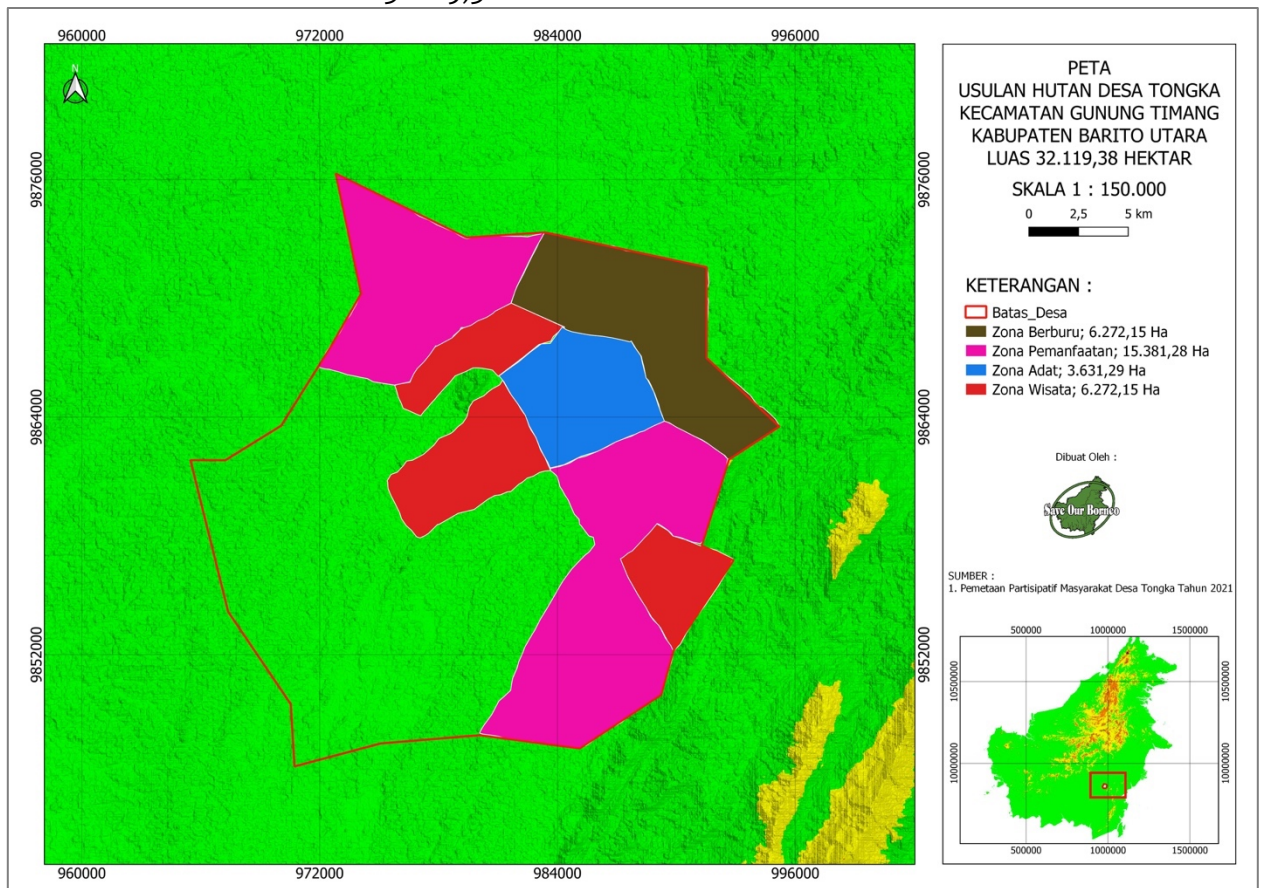 960000
972000
984000
996000
9876000
9876000
9864000
9864000
9852000
9852000
960000
972000
984000
996000
N
PETA
USULAN HUTAN DESA TONGKA
KECAMATAN GUNUNG TIMANG
KABUPATEN BARITO UTARA
LUAS 32.119,38 HEKTAR
SKALA 1 : 150.000
0 2,5 5 km
KETERANGAN :
Batas_Desa
Zona Berburu; 6.272,15 Ha
Zona Pemanfaatan; 15.381,28 Ha
Zona Adat; 3.631,29 Ha
Zona Wisata; 6.272,15 Ha
Dibuat Oleh :
Save Our Borneo
SUMBER :
1. Pemetaan Partisipatif Masyarakat Desa Tongka Tahun 2021
500000 1000000 1500000
10500000
10500000
10000000
10000000
500000 1000000 1500000